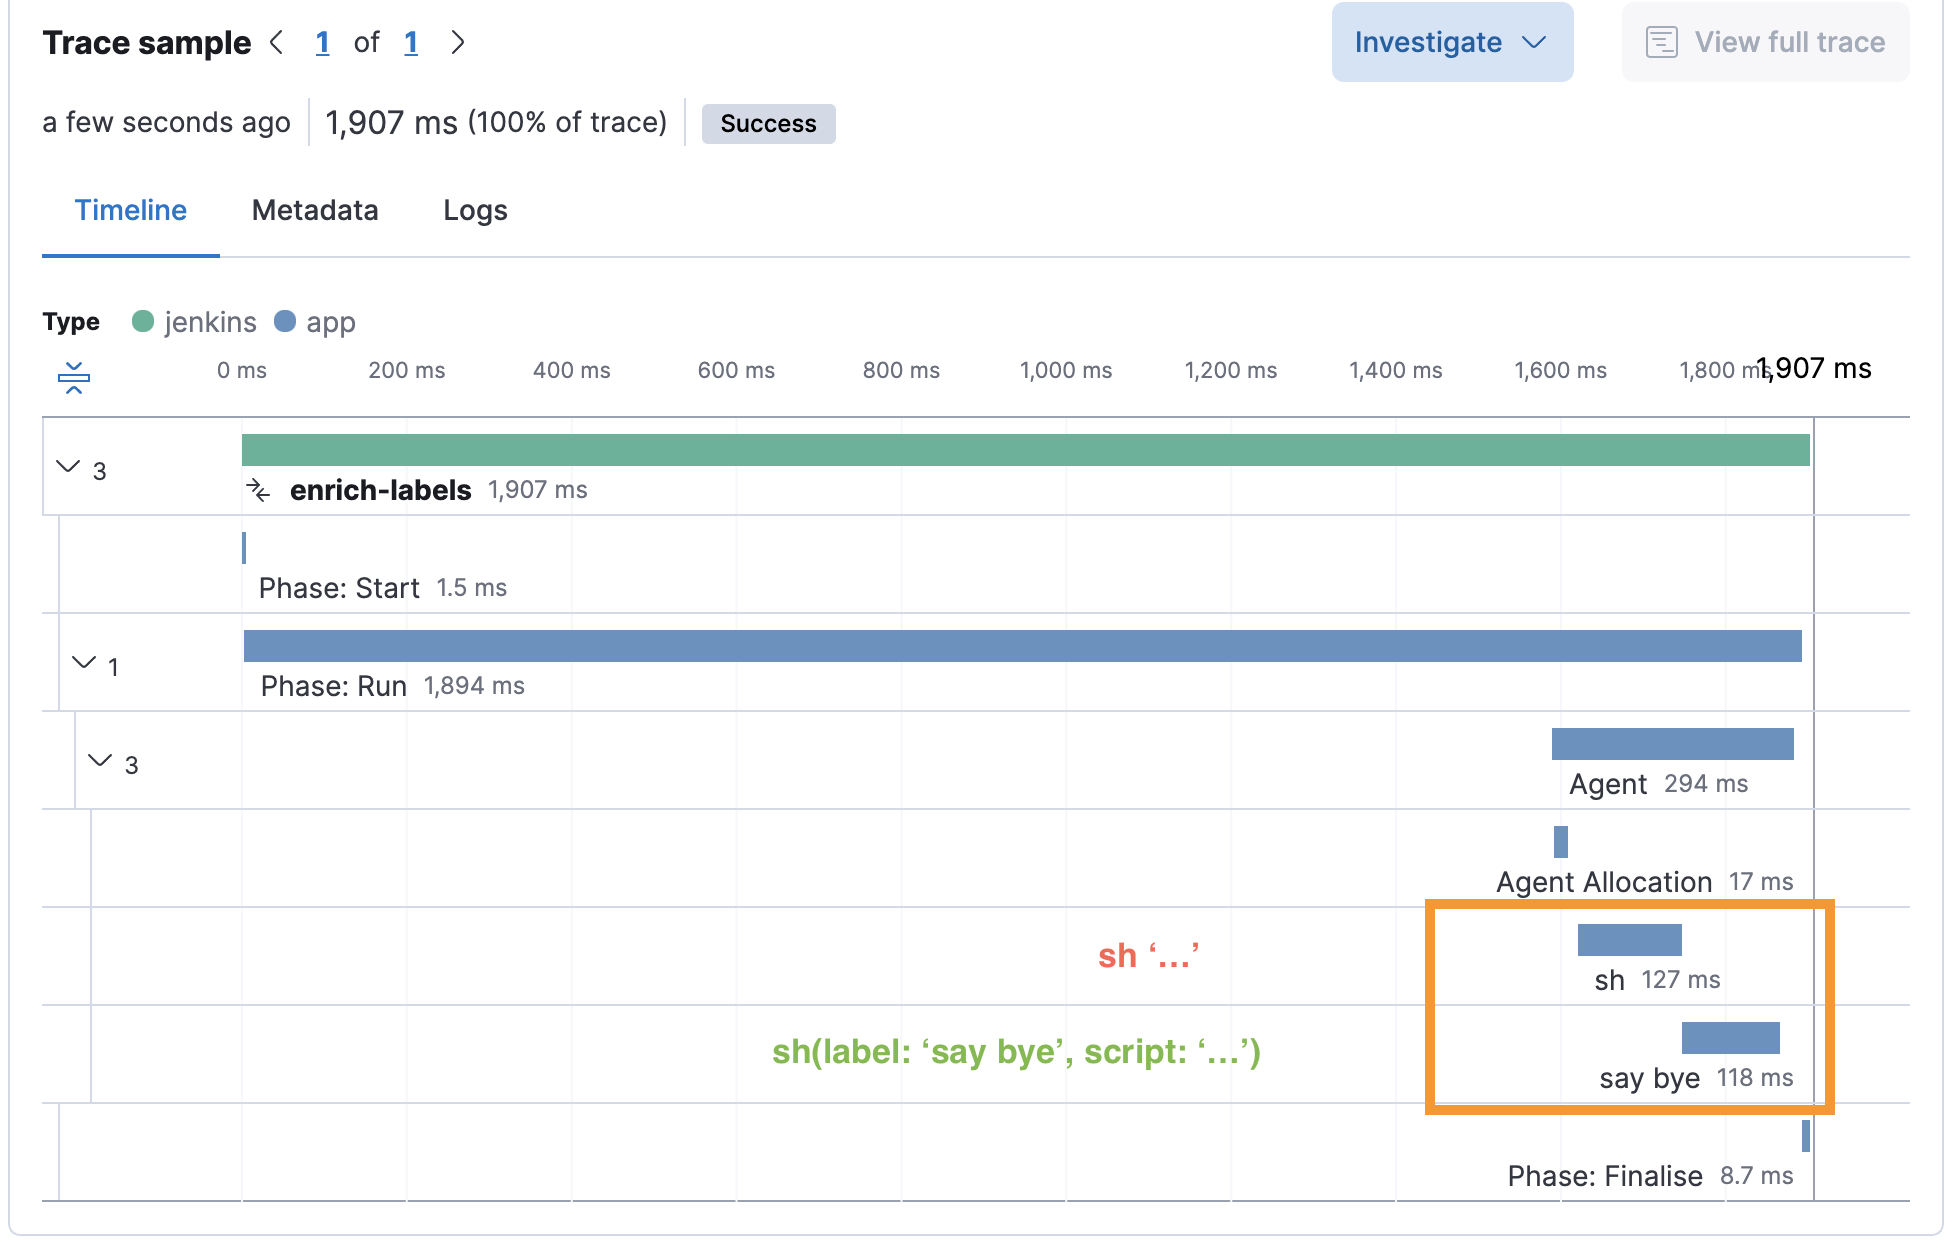 Trace sample 1 of 1 Investigate View full trace
a few seconds ago 1,907 ms (100% of trace) Success
Timeline Metadata Logs
Type jenkins app
0 ms 200 ms 400 ms 600 ms 800 ms 1,000 ms 1,200 ms 1,400 ms 1,600 ms 1,800 ms 1,907 ms
3
enrich-labels 1,907 ms
Phase: Start 1.5 ms
1
Phase: Run 1,894 ms
3
Agent 294 ms
Agent Allocation 17 ms
sh ‘...’
sh 127 ms
sh(label: ‘say bye’, script: ‘...’)
say bye 118 ms
Phase: Finalise 8.7 ms